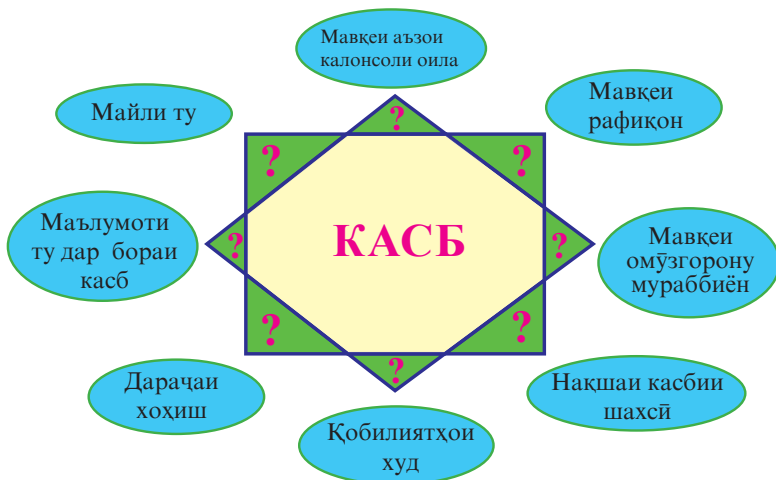 Мавқеи аъзои
калонсоли оила
Майли ту
Мавқеи
рафиқон
?
?
?
Маълумоти
ту дар бораи
касб
?
КАСБ
?
Мавқеи
омӯзгорону
мураббиён
?
?
?
Дараҷаи
хоҳиш
Қобилиятҳои
худ
Нақшаи касбии
шахсӣ